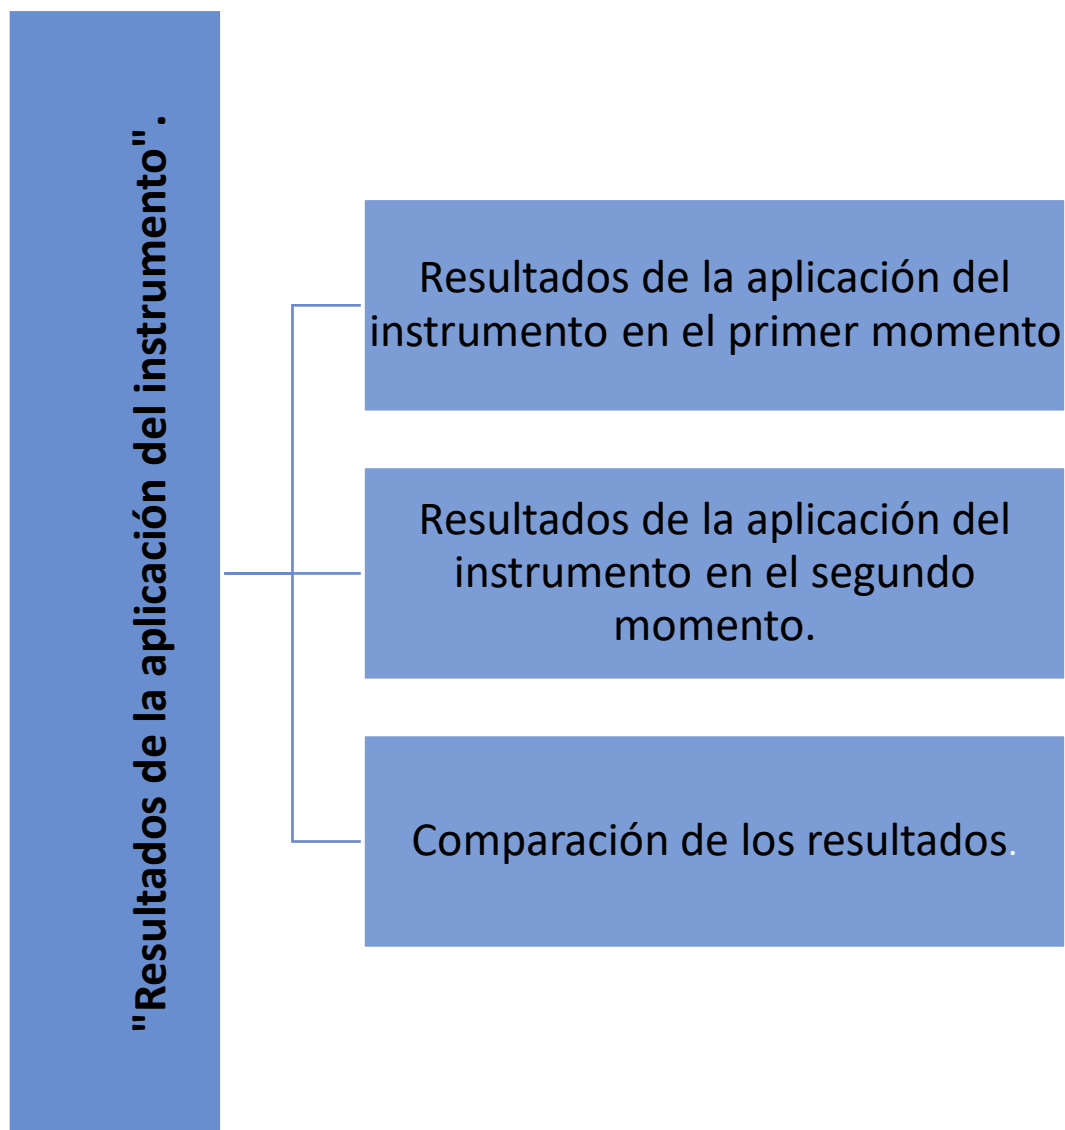 "Resultados de la aplicación del instrumento".
Resultados de la aplicación del
instrumento en el primer momento
Resultados de la aplicación del
instrumento en el segundo
momento.
Comparación de los resultados.